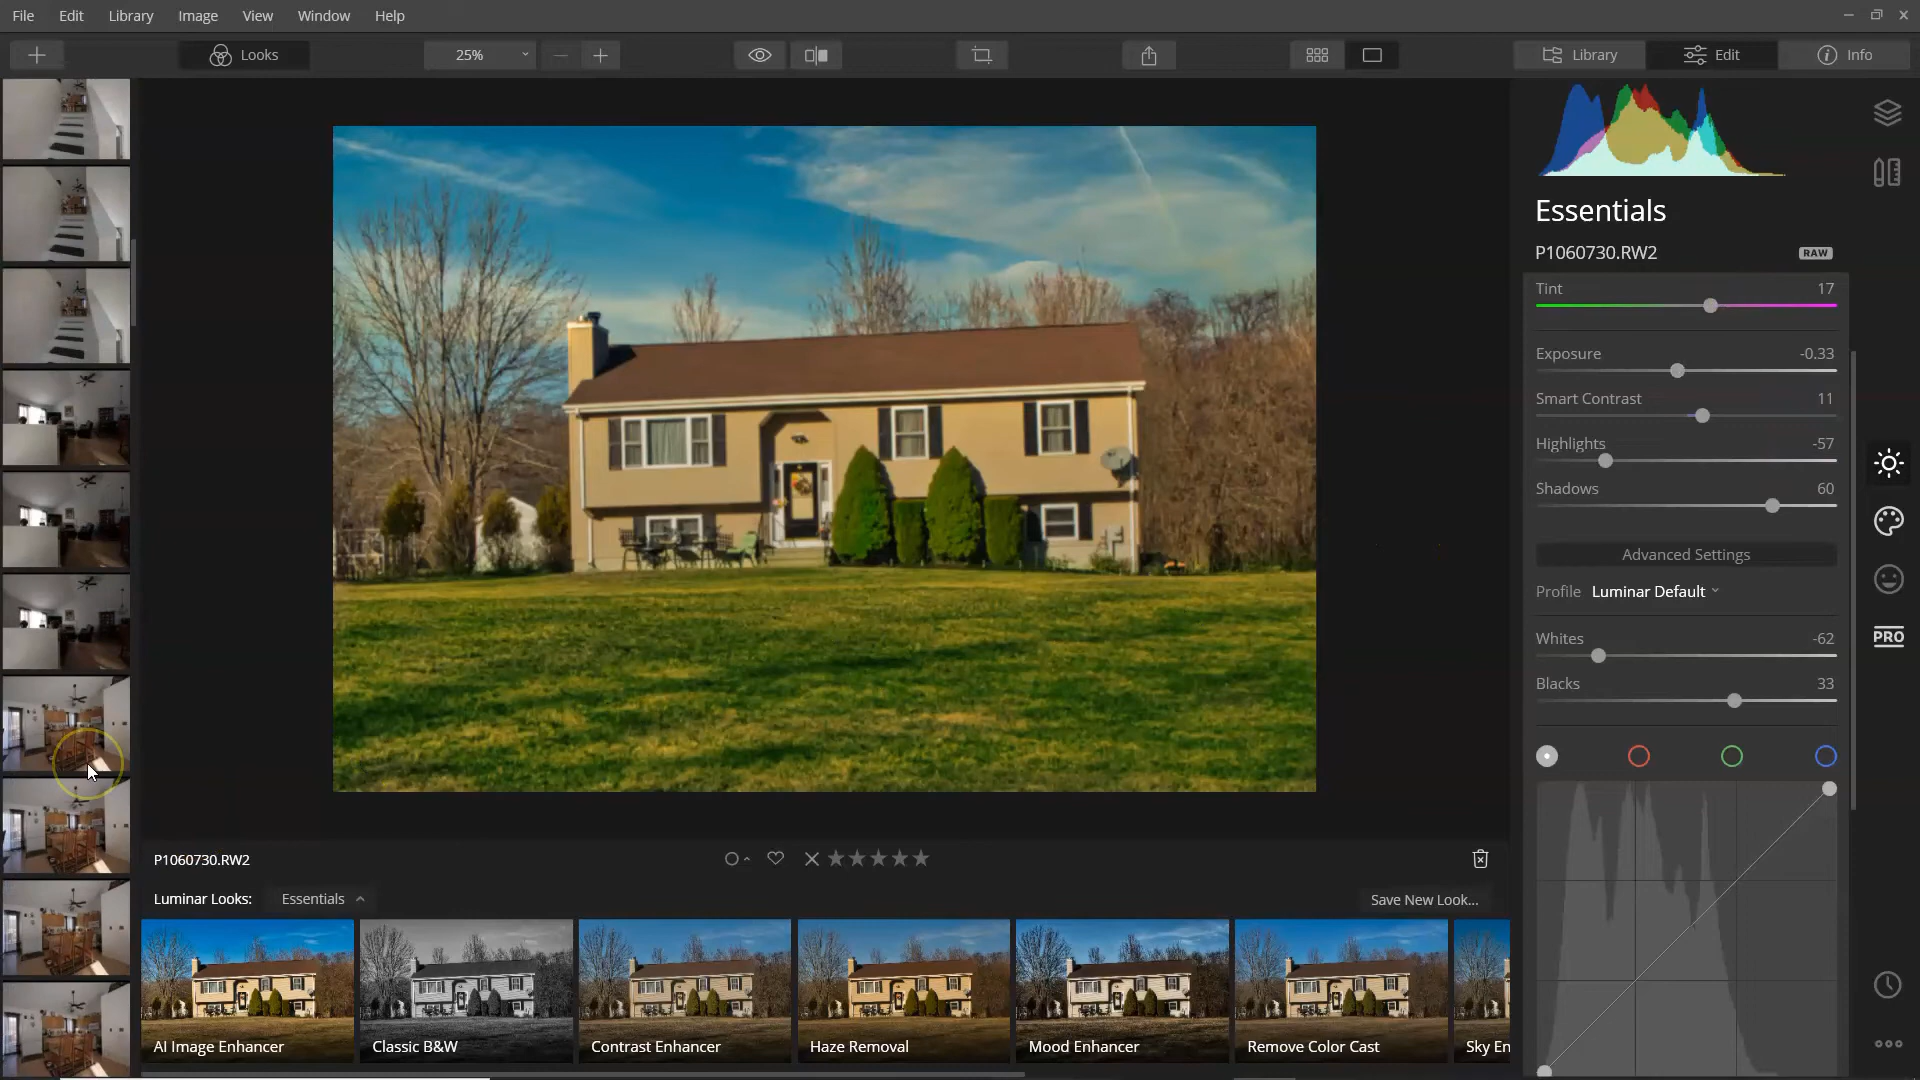 File Edit Library Image View Window Help
Looks 25% Library Edit Info
Essentials
P1060730.RW2 RAW
Tint 17
Exposure -0.33
Smart Contrast 11
Highlights -57
Shadows 60
Advanced Settings
Profile Luminar Default
PRO
Whites -62
Blacks 33
P1060730.RW2
Luminar Looks: Essentials Save New Look...
AI Image Enhancer Classic B&W Contrast Enhancer Haze Removal Mood Enhancer Remove Color Cast Sky En